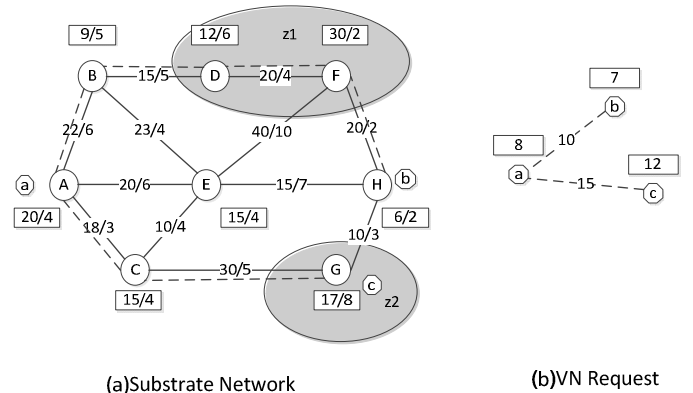 9/5
12/6
z1
30/2
B
15/5
D
20/4
F
22/6
23/4
40/10
20/2
a
A
20/6
E
15/7
H
b
20/4
18/3
10/4
15/4
6/2
10/3
C
30/5
G
c
15/4
17/8
z2
(a)Substrate Network
7
b
8
10
12
a
15
c
(b)VN Request